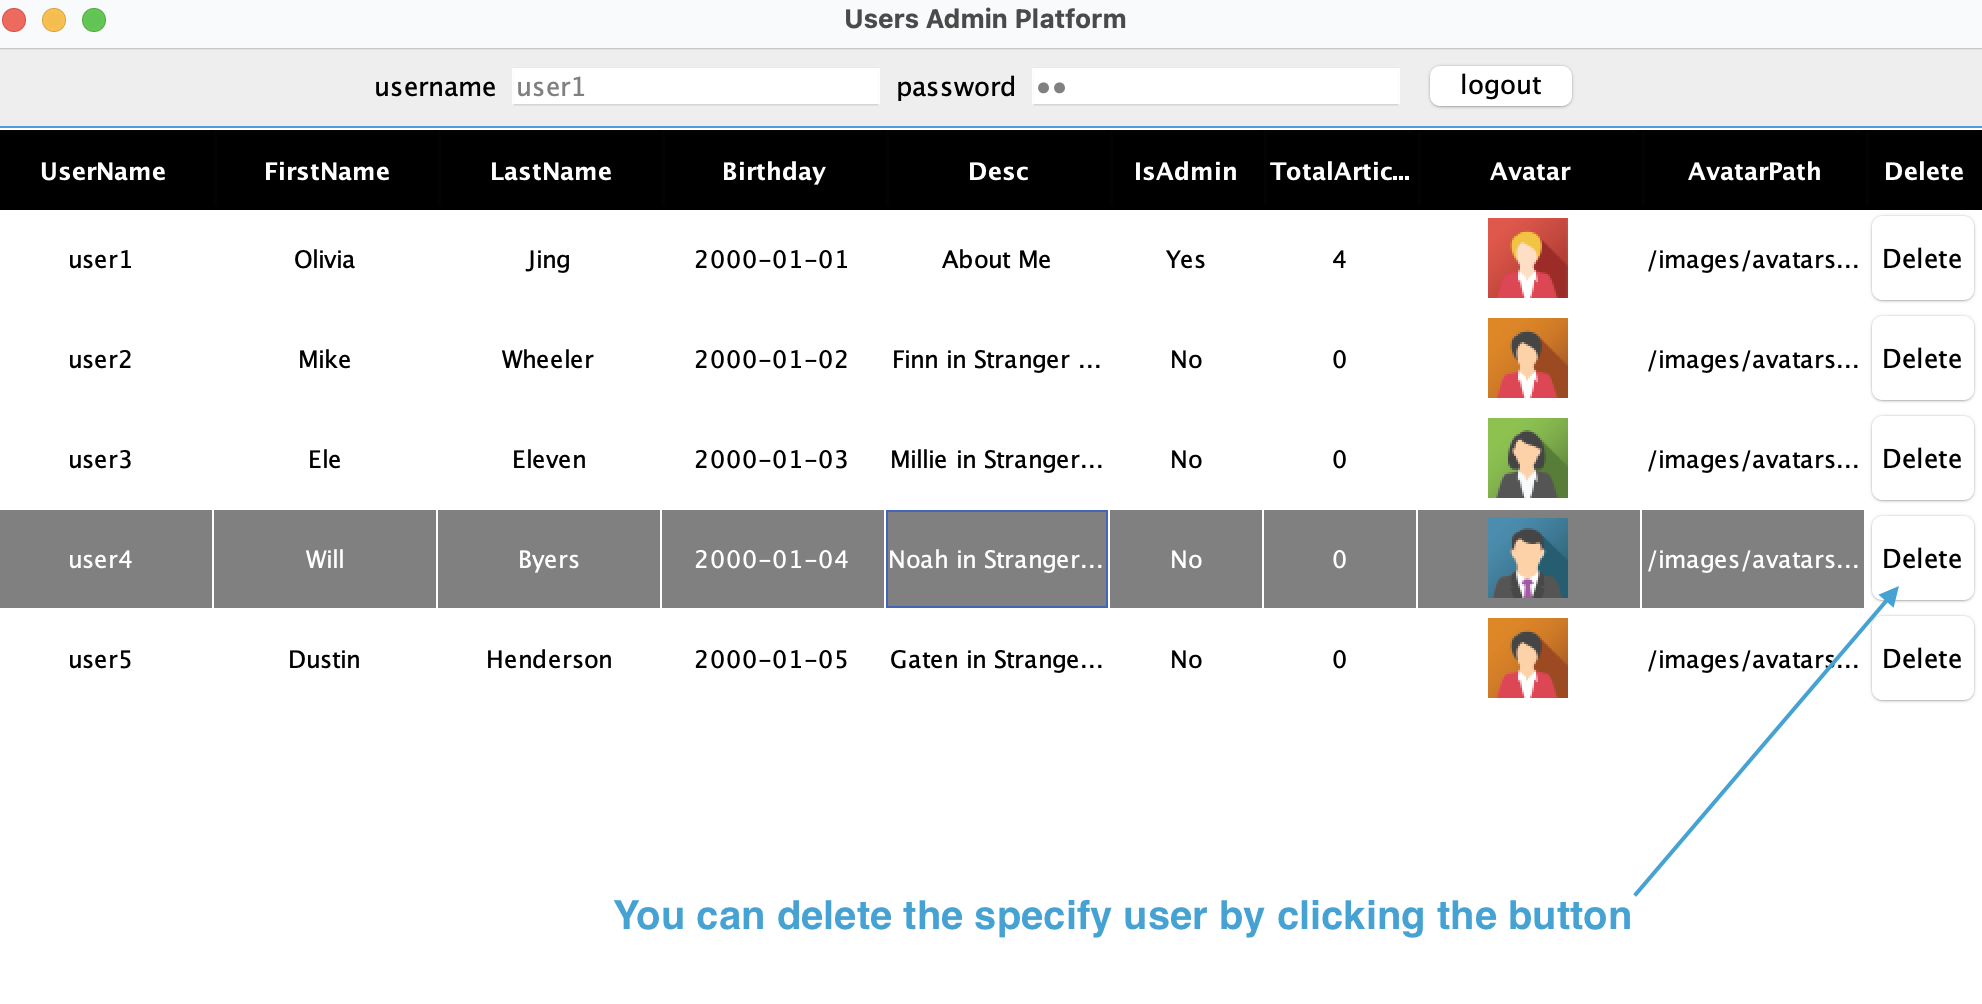 Users Admin Platform
username user1 password •• logout
UserName FirstName LastName Birthday Desc IsAdmin TotalArtic... Avatar AvatarPath Delete
user1 Olivia Jing 2000-01-01 About Me Yes 4 /images/avatars... Delete
user2 Mike Wheeler 2000-01-02 Finn in Stranger ... No 0 /images/avatars... Delete
user3 Ele Eleven 2000-01-03 Millie in Stranger... No 0 /images/avatars... Delete
user4 Will Byers 2000-01-04 Noah in Stranger... No 0 /images/avatars... Delete
user5 Dustin Henderson 2000-01-05 Gaten in Strange... No 0 /images/avatars... Delete
You can delete the specify user by clicking the button